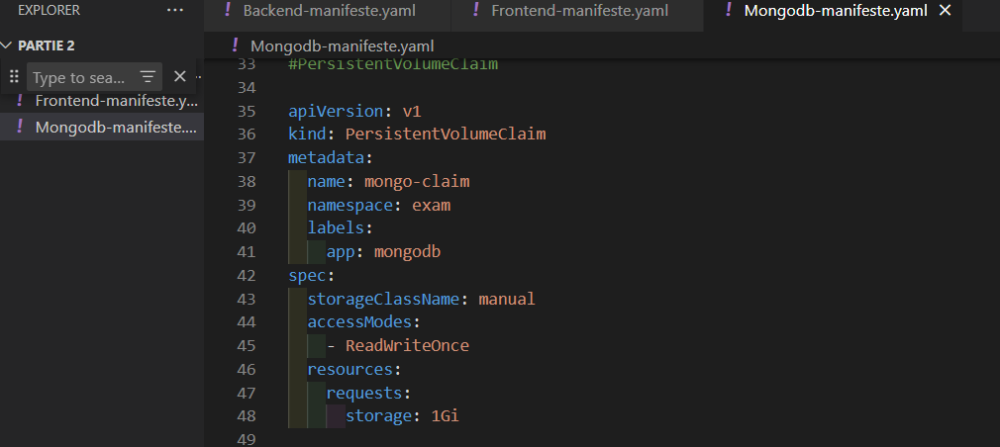 EXPLORER ...
! Backend-manifeste.yaml
! Frontend-manifeste.yaml
! Mongodb-manifeste.yaml ×
PARTIE 2
Type to sea...
! Frontend-manifeste.y...
! Mongodb-manifeste....
! Mongodb-manifeste.yaml
33 #PersistentVolumeClaim
34
35 apiVersion: v1
36 kind: PersistentVolumeClaim
37 metadata:
38   name: mongo-claim
39   namespace: exam
40   labels:
41     app: mongodb
42 spec:
43   storageClassName: manual
44   accessModes:
45     - ReadWriteOnce
46   resources:
47     requests:
48       storage: 1Gi
49